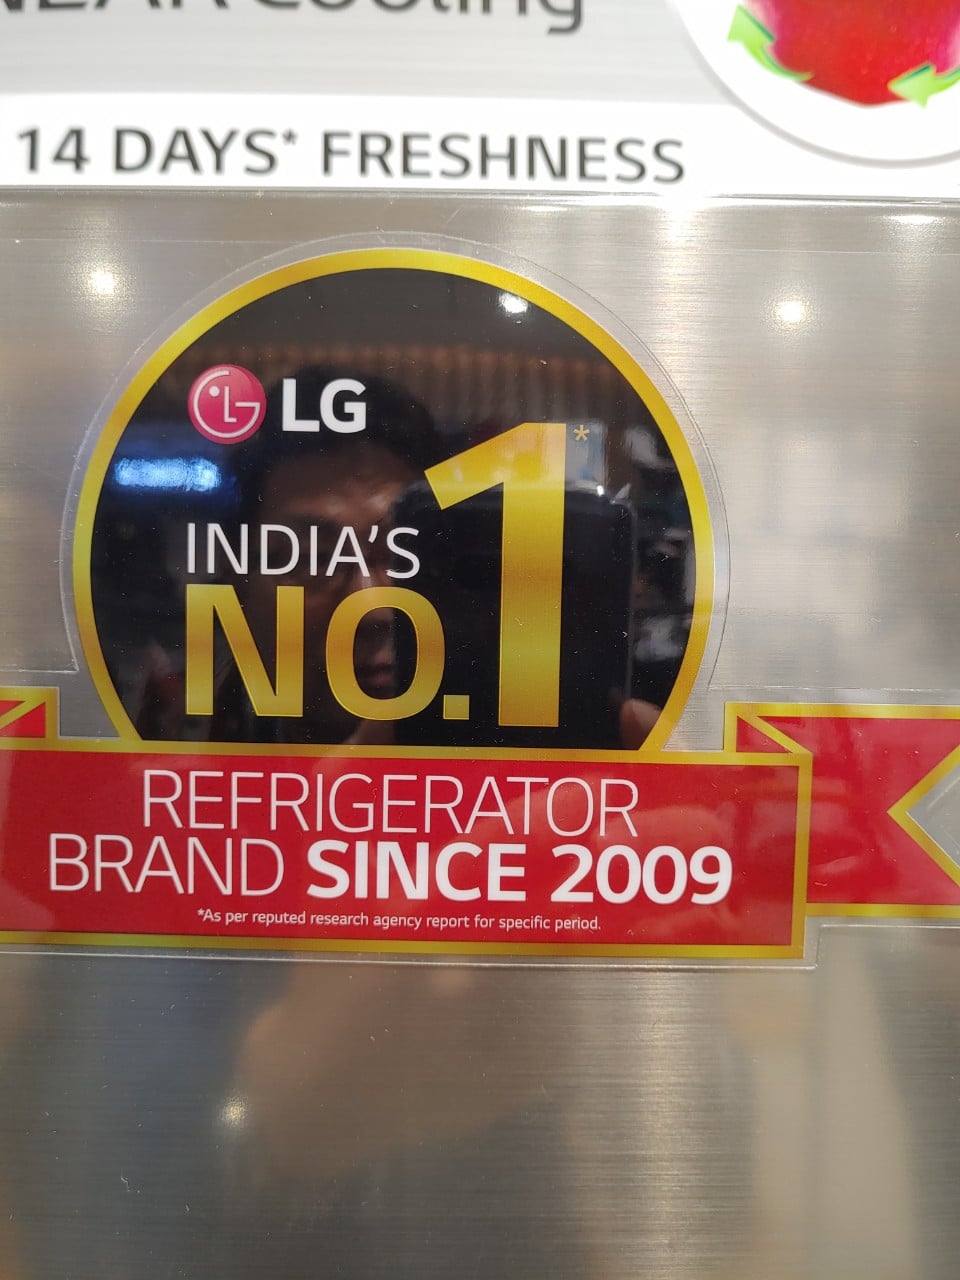 Cooling
14 DAYS* FRESHNESS
LG
1*
INDIA'S
NO.
REFRIGERATOR
BRAND SINCE 2009
*As per reputed research agency report for specific period.